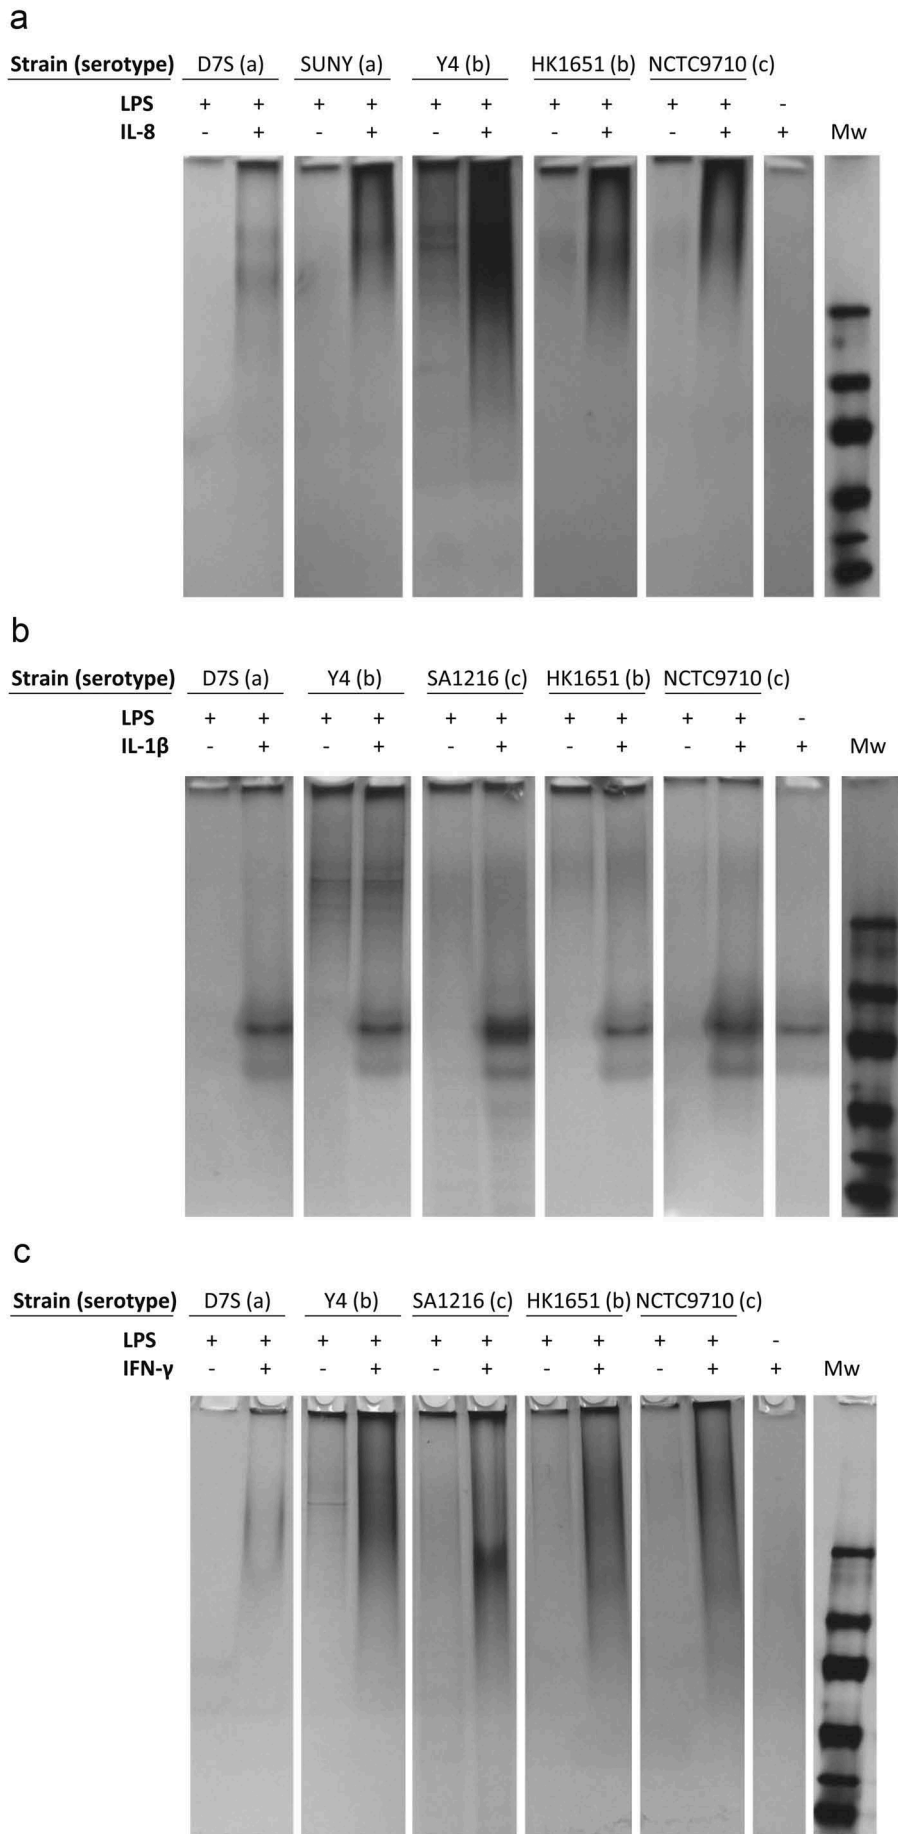 a
Strain (serotype) D7S (a) SUNY (a) Y4 (b) HK1651 (b) NCTC9710 (c)
LPS + + + + + + + + + + -
IL-8 - + - + - + - + - + + Mw
b
Strain (serotype) D7S (a) Y4 (b) SA1216 (c) HK1651 (b) NCTC9710 (c)
LPS + + + + + + + + + + -
IL-1β - + - + - + - + - + + Mw
c
Strain (serotype) D7S (a) Y4 (b) SA1216 (c) HK1651 (b) NCTC9710 (c)
LPS + + + + + + + + + + -
IFN-γ - + - + - + - + - + + Mw